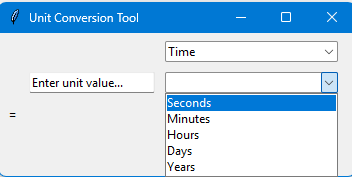 Unit Conversion Tool
Time
Enter unit value...
Seconds
=
Minutes
Hours
Days
Years